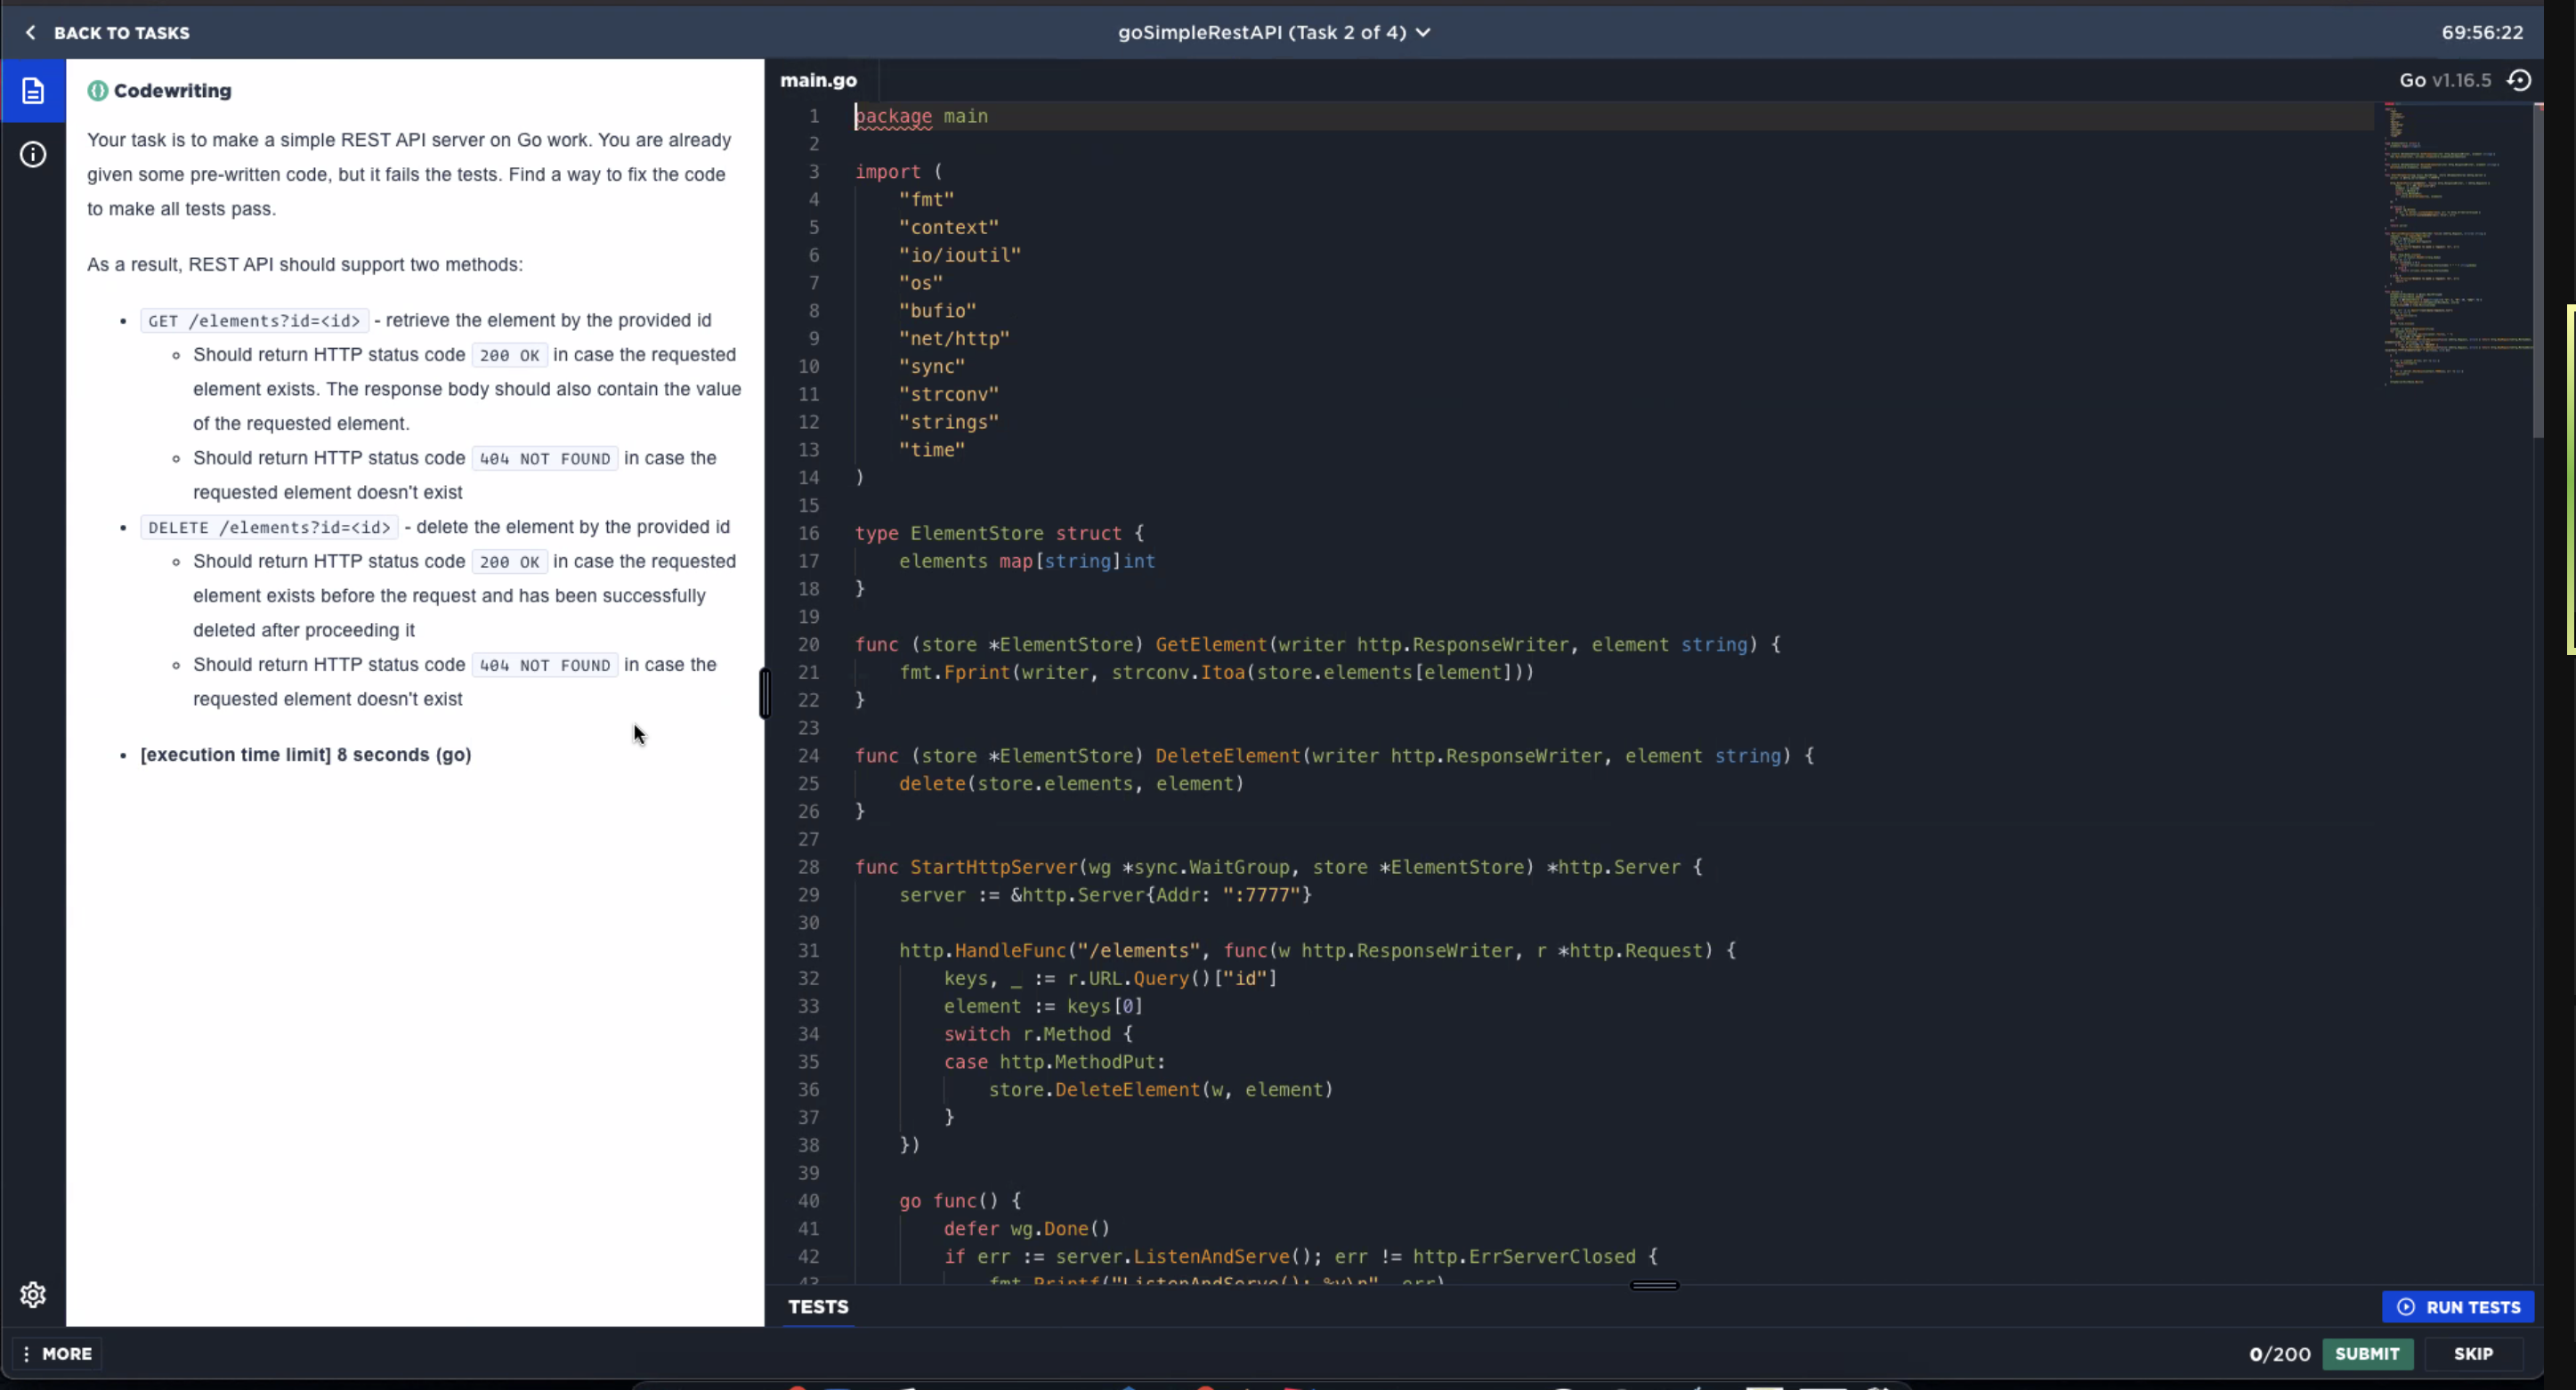 BACK TO TASKS
goSimpleRestAPI (Task 2 of 4)
69:56:22
Codewriting
Your task is to make a simple REST API server on Go work. You are already
given some pre-written code, but it fails the tests. Find a way to fix the code
to make all tests pass.
As a result, REST API should support two methods:
• GET /elements?id=<id> - retrieve the element by the provided id
◦ Should return HTTP status code 200 OK in case the requested
element exists. The response body should also contain the value
of the requested element.
◦ Should return HTTP status code 404 NOT FOUND in case the
requested element doesn't exist
• DELETE /elements?id=<id> - delete the element by the provided id
◦ Should return HTTP status code 200 OK in case the requested
element exists before the request and has been successfully
deleted after proceeding it
◦ Should return HTTP status code 404 NOT FOUND in case the
requested element doesn't exist
• [execution time limit] 8 seconds (go)
main.go
Go v1.16.5
1 package main
2
3 import (
4 "fmt"
5 "context"
6 "io/ioutil"
7 "os"
8 "bufio"
9 "net/http"
10 "sync"
11 "strconv"
12 "strings"
13 "time"
14 )
15
16 type ElementStore struct {
17 elements map[string]int
18 }
19
20 func (store *ElementStore) GetElement(writer http.ResponseWriter, element string) {
21 fmt.Fprint(writer, strconv.Itoa(store.elements[element]))
22 }
23
24 func (store *ElementStore) DeleteElement(writer http.ResponseWriter, element string) {
25 delete(store.elements, element)
26 }
27
28 func StartHttpServer(wg *sync.WaitGroup, store *ElementStore) *http.Server {
29 server := &http.Server{Addr: ":7777"}
30
31 http.HandleFunc("/elements", func(w http.ResponseWriter, r *http.Request) {
32 keys, _ := r.URL.Query()["id"]
33 element := keys[0]
34 switch r.Method {
35 case http.MethodPut:
36 store.DeleteElement(w, element)
37 }
38 })
39
40 go func() {
41 defer wg.Done()
42 if err := server.ListenAndServe(); err != http.ErrServerClosed {
43 fmt.Printf("ListenAndServe(): %v\n", err)
TESTS
RUN TESTS
MORE
0/200
SUBMIT
SKIP